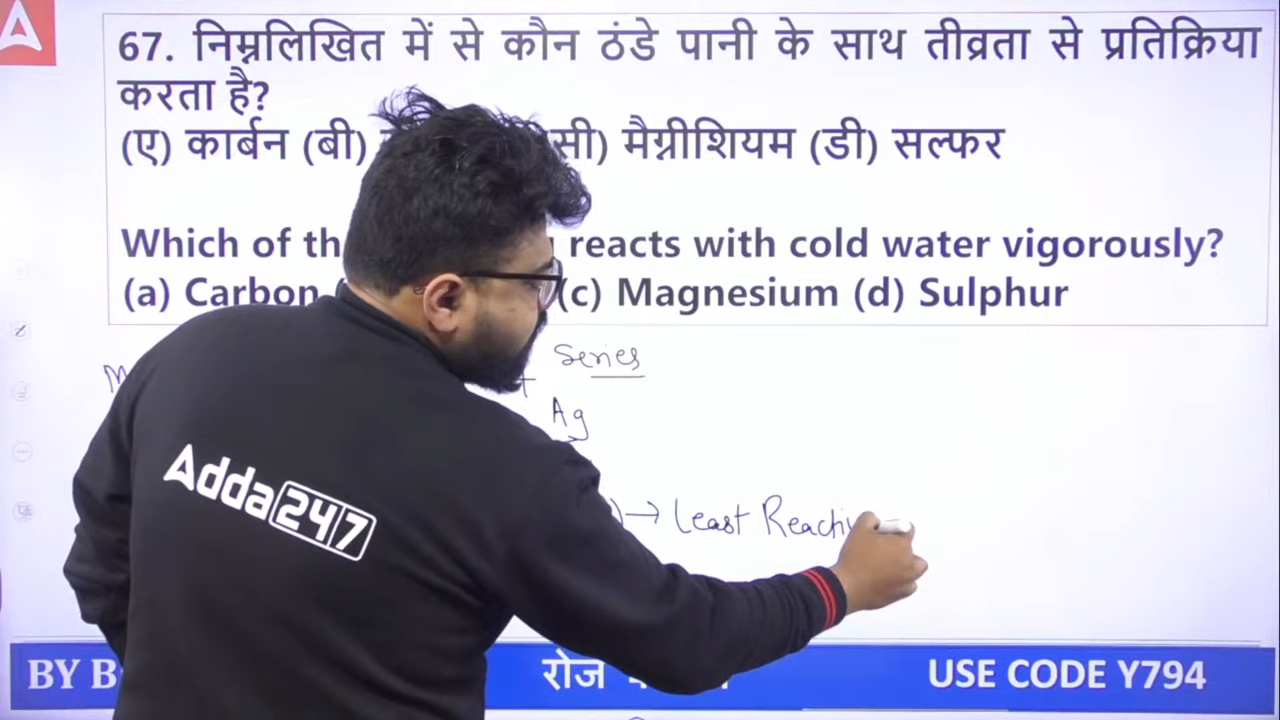 67. निम्नलिखित में से कौन ठंडे पानी के साथ तीव्रता से प्रतिक्रिया
करता है?
(ए) कार्बन (बी) सी) मैग्नीशियम (डी) सल्फर
Which of th reacts with cold water vigorously?
(a) Carbon (c) Magnesium (d) Sulphur
Series
Ag
→ Least Reacti
Adda247
BY B रोज USE CODE Y794